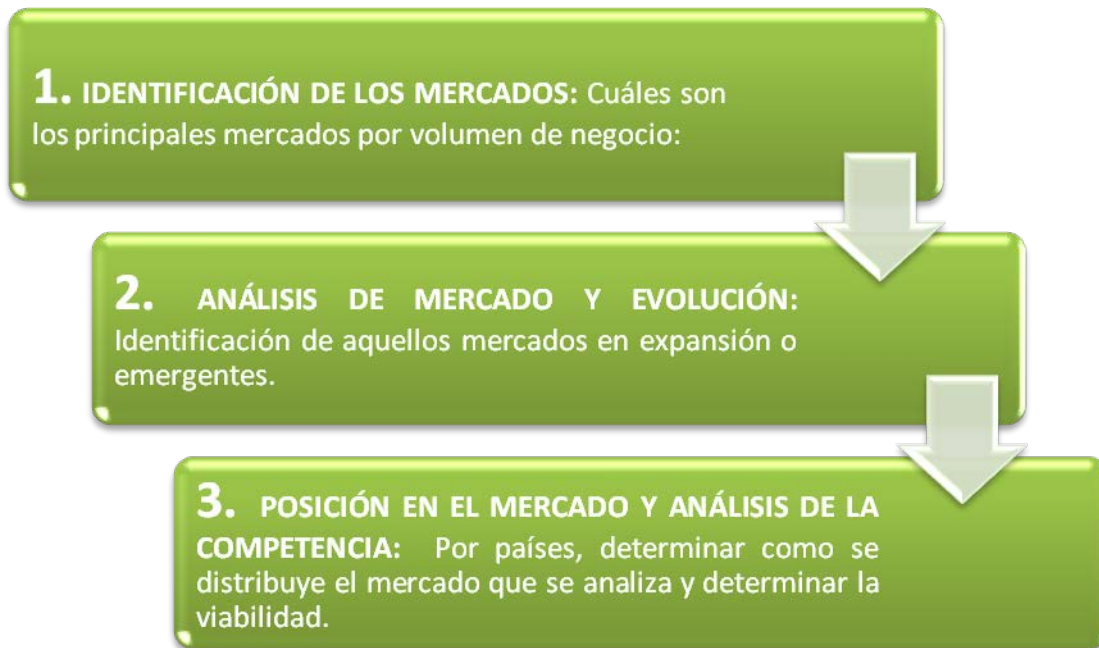 1. IDENTIFICACIÓN DE LOS MERCADOS: Cuáles son
los principales mercados por volumen de negocio:
2. ANÁLISIS DE MERCADO Y EVOLUCIÓN:
Identificación de aquellos mercados en expansión o
emergentes.
3. POSICIÓN EN EL MERCADO Y ANÁLISIS DE LA
COMPETENCIA: Por países, determinar como se
distribuye el mercado que se analiza y determinar la
viabilidad.